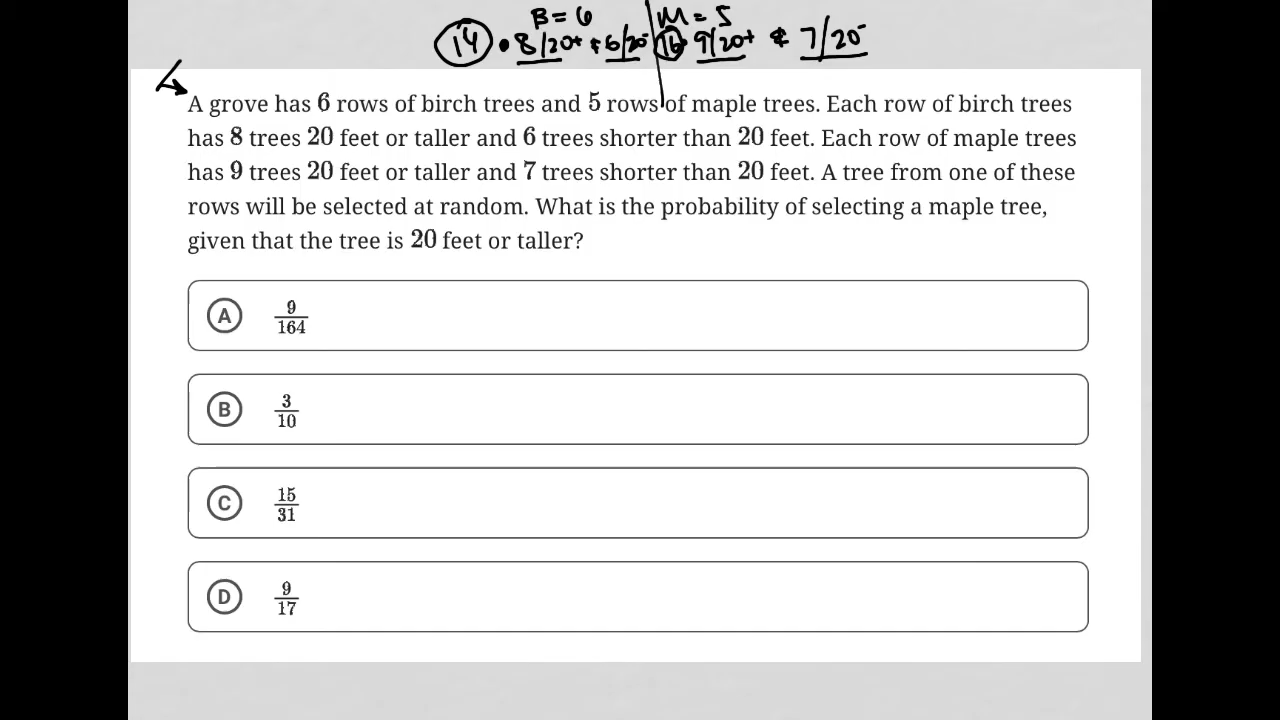 B = 6 M = 5
14 • 8/20+ & 6/20- 16 9/20+ & 7/20-
A grove has 6 rows of birch trees and 5 rows of maple trees. Each row of birch trees
has 8 trees 20 feet or taller and 6 trees shorter than 20 feet. Each row of maple trees
has 9 trees 20 feet or taller and 7 trees shorter than 20 feet. A tree from one of these
rows will be selected at random. What is the probability of selecting a maple tree,
given that the tree is 20 feet or taller?
A 9/164
B 3/10
C 15/31
D 9/17